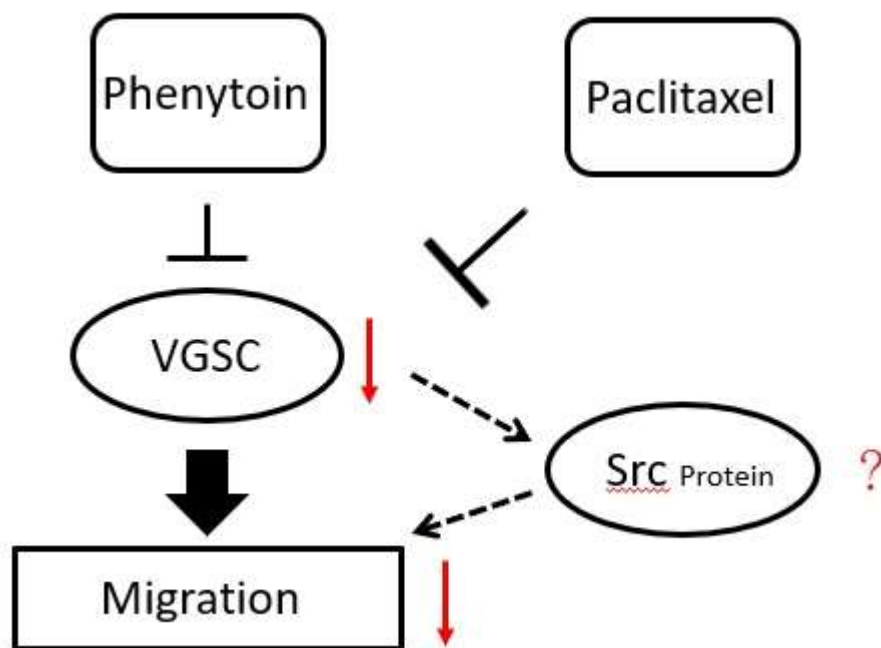 Phenytoin
Paclitaxel
VGSC
Src Protein
?
Migration